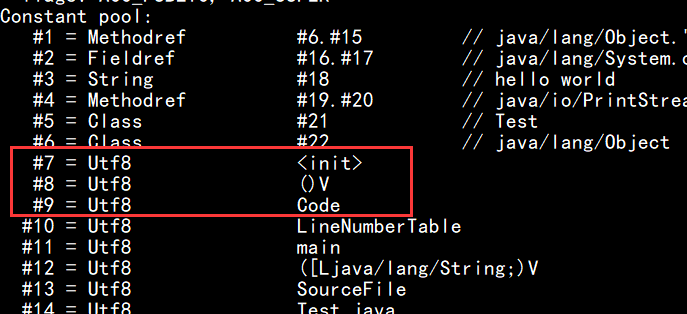 Constant pool:
#1 = Methodref #6.#15 // java/lang/Object."
#2 = Fieldref #16.#17 // java/lang/System.o
#3 = String #18 // hello world
#4 = Methodref #19.#20 // java/io/PrintStrea
#5 = Class #21 // Test
#6 = Class #22 // java/lang/Object
#7 = Utf8 <init>
#8 = Utf8 ()V
#9 = Utf8 Code
#10 = Utf8 LineNumberTable
#11 = Utf8 main
#12 = Utf8 ([Ljava/lang/String;)V
#13 = Utf8 SourceFile
#14 = Utf8 Test.java